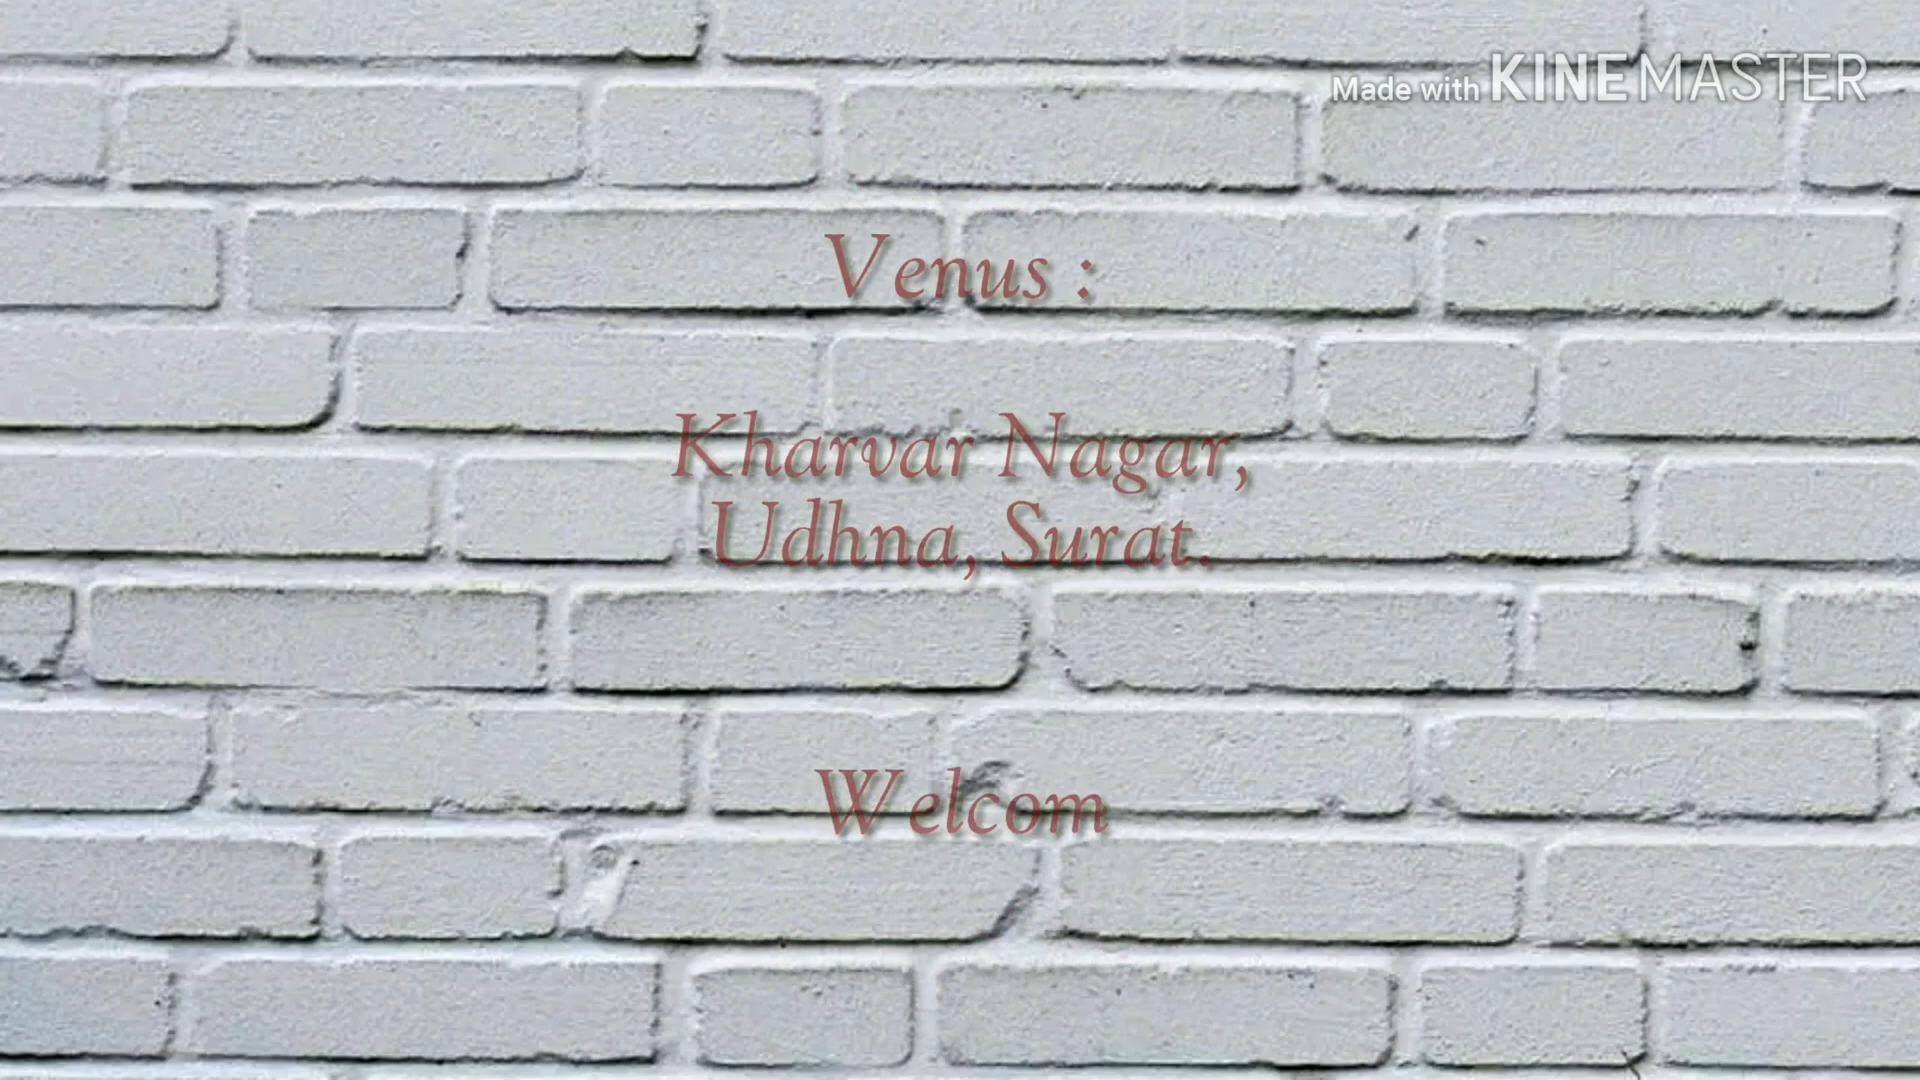 Made with KINEMASTER
Venus :
Kharvar Nagar,
Udhna, Surat.
Welcom